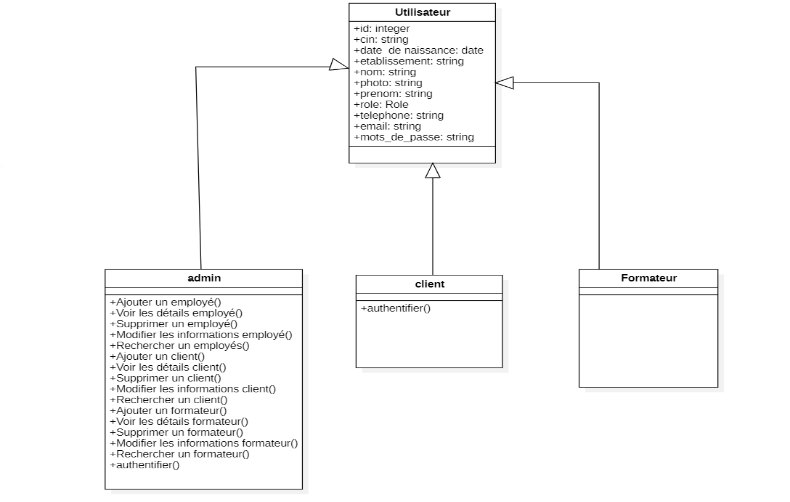 Utilisateur
+id: integer
+cin: string
+date de naissance: date
+etablissement: string
+nom: string
+photo: string
+prenom: string
+role: Role
+telephone: string
+email: string
+mots_de_passe: string
admin
+Ajouter un employé()
+Voir les détails employé()
+Supprimer un employé()
+Modifier les informations employé()
+Rechercher un employés()
+Ajouter un client()
+Voir les détails client()
+Supprimer un client()
+Modifier les informations client()
+Rechercher un client()
+Ajouter un formateur()
+Voir les détails formateur()
+Supprimer un formateur()
+Modifier les informations formateur()
+Rechercher un formateur()
+authentifier()
client
+authentifier()
Formateur